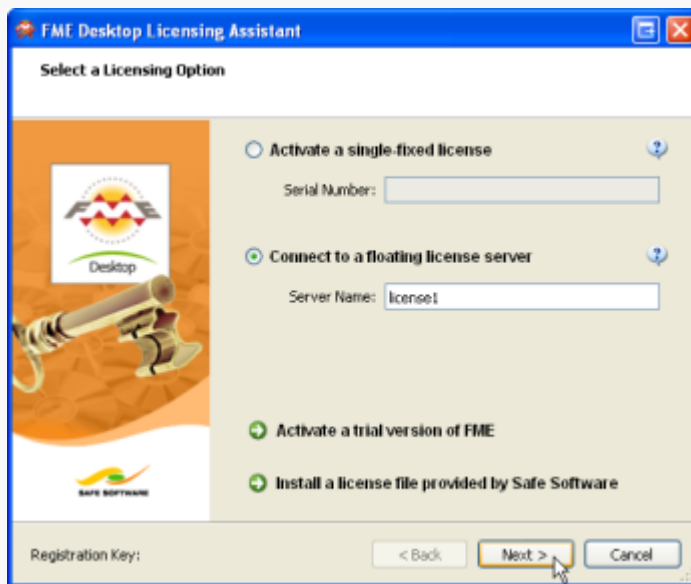 FME Desktop Licensing Assistant
Select a Licensing Option
FME
Desktop
Activate a single-fixed license
?
Serial Number:
Connect to a floating license server
?
Server Name: license1
Activate a trial version of FME
Install a license file provided by Safe Software
SAFE SOFTWARE
Registration Key:
< Back Next > Cancel